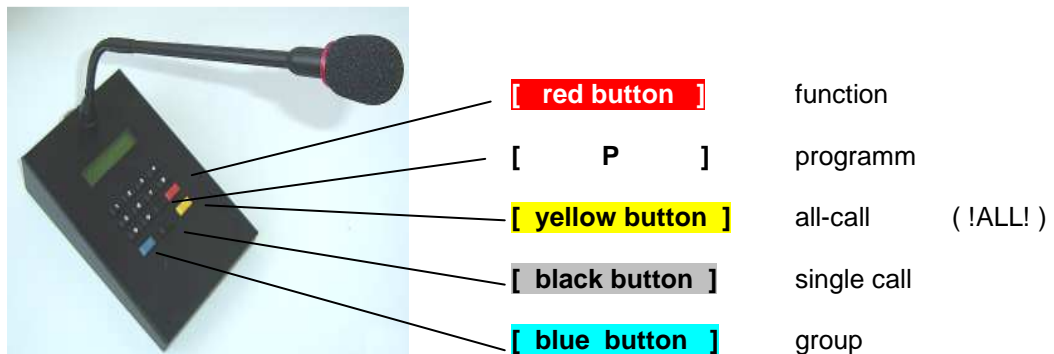 [ red button ] function
[ P ] programm
[ yellow button ] all-call ( !ALL! )
[ black button ] single call
[ blue button ] group